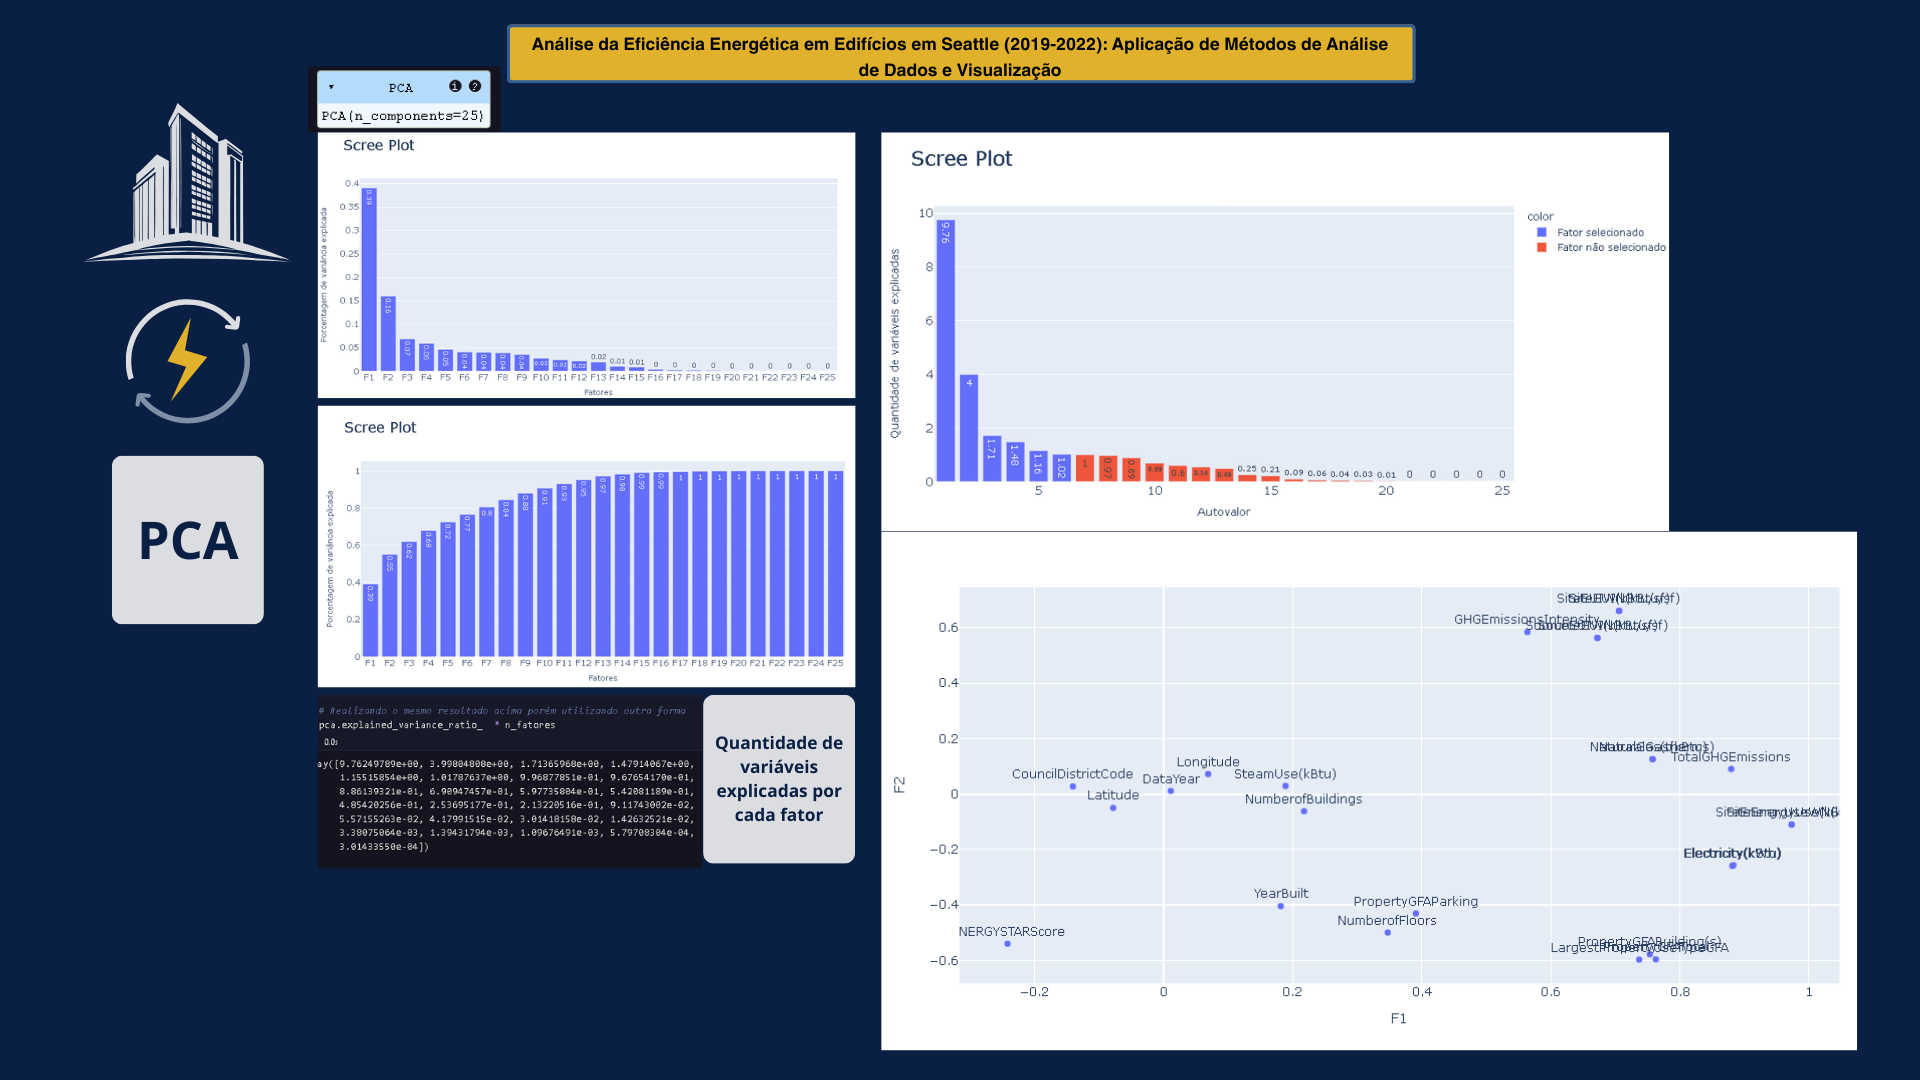 Análise da Eficiência Energética em Edifícios em Seattle (2019-2022): Aplicação de Métodos de Análise
de Dados e Visualização
PCA
PCA(n_components=25)
PCA
Scree Plot
Porcentagem de variância explicada
0.4
0.35
0.3
0.25
0.2
0.15
0.1
0.05
0
0.39 0.16 0.07 0.06 0.05 0.04 0.04 0.04 0.04 0.03 0.02 0.02 0.02 0.01 0.01 0 0 0 0 0 0 0 0 0 0
F1 F2 F3 F4 F5 F6 F7 F8 F9 F10 F11 F12 F13 F14 F15 F16 F17 F18 F19 F20 F21 F22 F23 F24 F25
Fatores
Scree Plot
Porcentagem de variância explicada
1
0.8
0.6
0.4
0.2
0
0.39 0.55 0.62 0.68 0.72 0.77 0.8 0.84 0.88 0.91 0.93 0.95 0.97 0.98 0.99 0.99 1 1 1 1 1 1 1 1 1
F1 F2 F3 F4 F5 F6 F7 F8 F9 F10 F11 F12 F13 F14 F15 F16 F17 F18 F19 F20 F21 F22 F23 F24 F25
Fatores
# Realizando o mesmo resultado acima porém utilizando outra forma
pca.explained_variance_ratio_ * n_fatores
0.0s
ay([9.76249789e+00, 3.99804808e+00, 1.71365968e+00, 1.47914067e+00,
1.15515854e+00, 1.01787637e+00, 9.96877851e-01, 9.67654170e-01,
8.86139321e-01, 6.90947457e-01, 5.97735804e-01, 5.42081189e-01,
4.85420256e-01, 2.53695177e-01, 2.13220516e-01, 9.11743002e-02,
5.57155263e-02, 4.17991515e-02, 3.01418158e-02, 1.42632521e-02,
3.38075064e-03, 1.39431794e-03, 1.09676491e-03, 5.79708304e-04,
3.01433550e-04])
Quantidade de
variáveis
explicadas por
cada fator
Scree Plot
Quantidade de variáveis explicadas
10
8
6
4
2
0
9.76 4 1.71 1.48 1.16 1.02 1 0.97 0.89 0.69 0.6 0.54 0.49 0.25 0.21 0.09 0.06 0.04 0.03 0.01 0 0 0 0 0
5 10 15 20 25
Autovalor
color
Fator selecionado
Fator não selecionado
F2
0.6
0.4
0.2
0
−0.2
−0.4
−0.6
GHGEmissionsIntensity
TotalGHGEmissions
Longitude
CouncilDistrictCode
DataYear
SteamUse(kBtu)
Latitude
NumberofBuildings
Electricity(kBtu)
YearBuilt
PropertyGFAParking
NumberofFloors
NERGYSTARScore
PropertyGFABuilding(s)
−0.2 0 0.2 0.4 0.6 0.8 1
F1